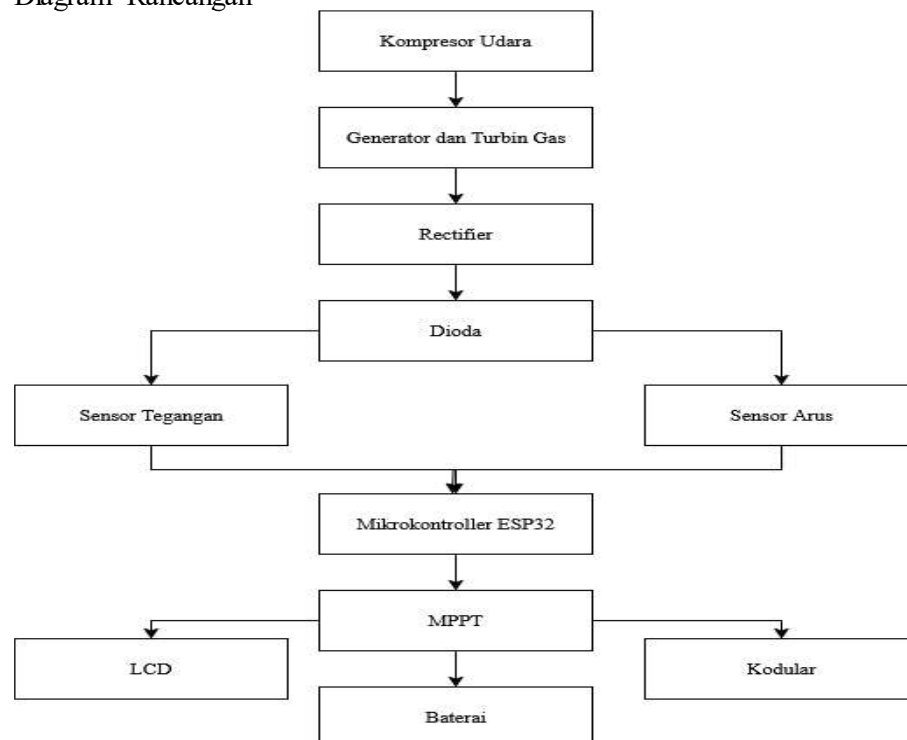 Diagram Rancangan
Kompresor Udara
Generator dan Turbin Gas
Rectifier
Dioda
Sensor Tegangan
Sensor Arus
Mikrokontroller ESP32
MPPT
LCD
Kodular
Baterai